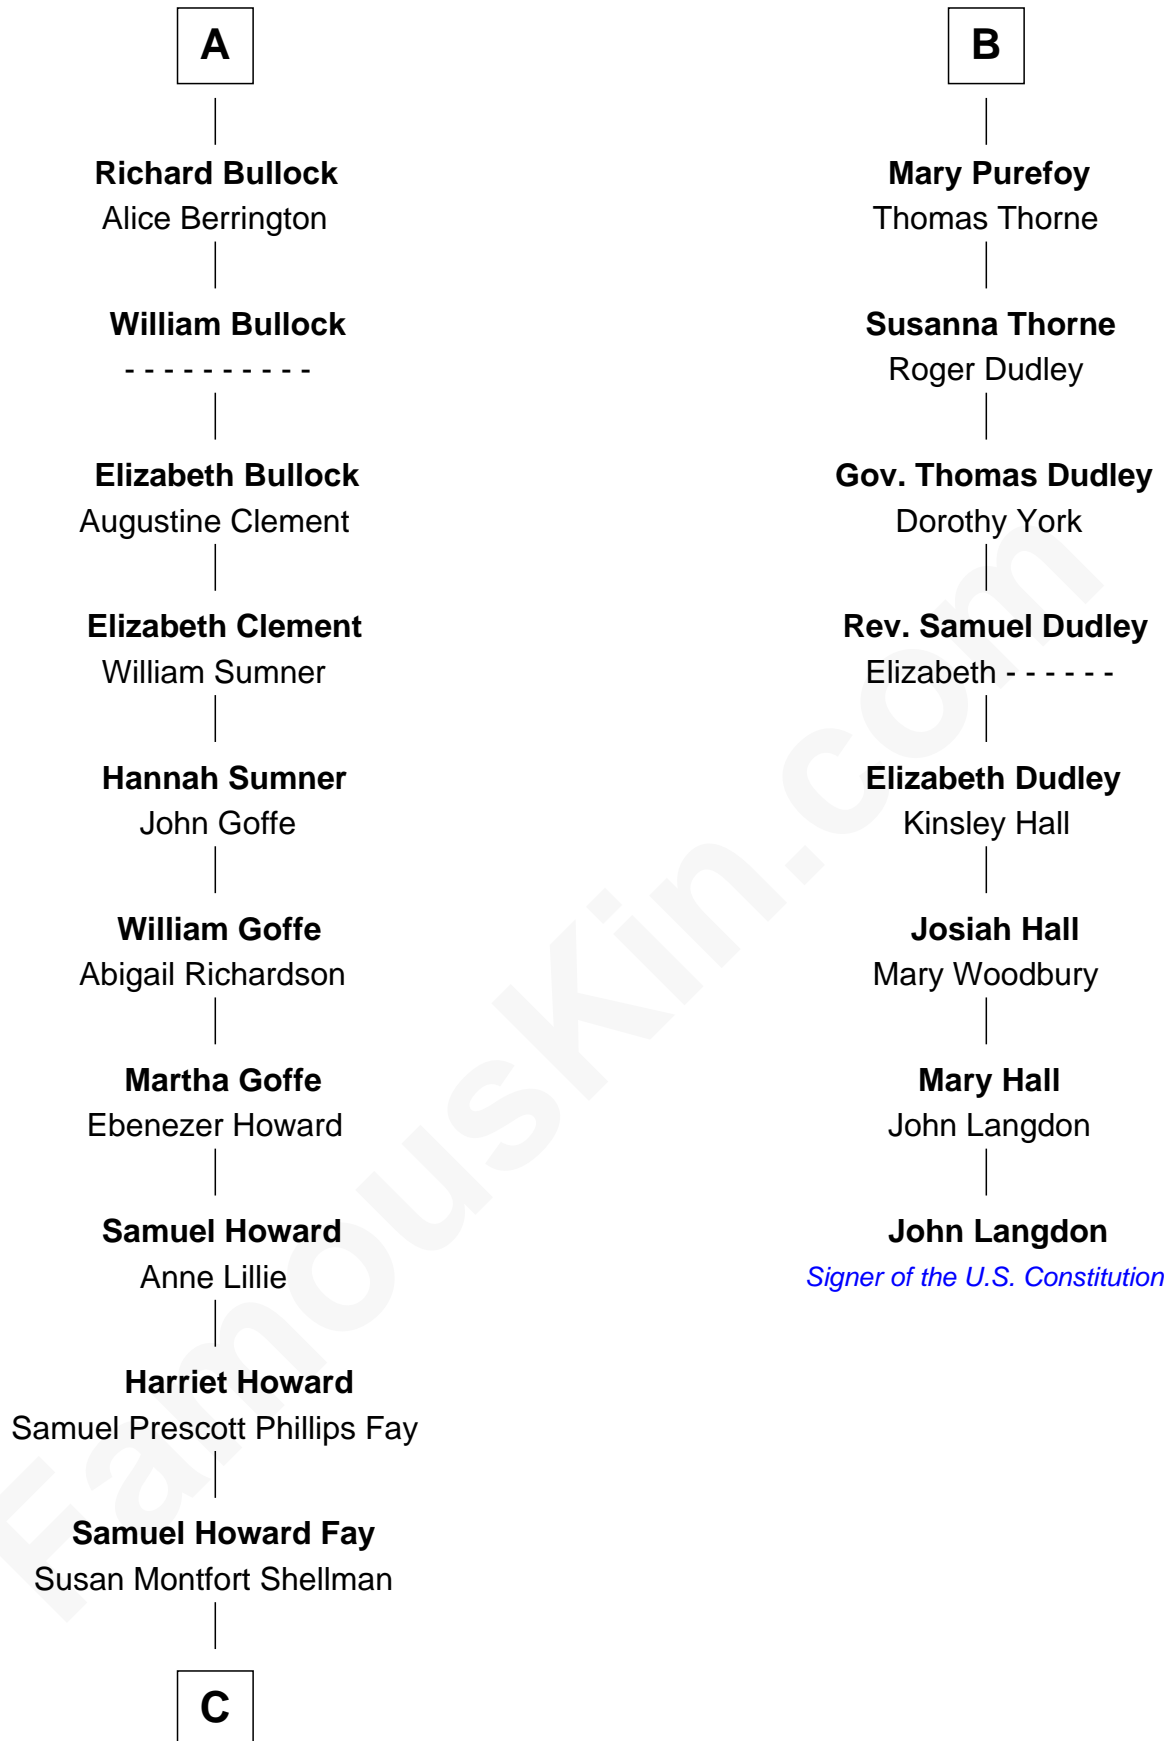 A
Richard Bullock
Alice Berrington
William Bullock
- - - - - - - - - -
Elizabeth Bullock
Augustine Clement
Elizabeth Clement
William Sumner
Hannah Sumner
John Goffe
William Goffe
Abigail Richardson
Martha Goffe
Ebenezer Howard
Samuel Howard
Anne Lillie
Harriet Howard
Samuel Prescott Phillips Fay
Samuel Howard Fay
Susan Montfort Shellman
C
B
Mary Purefoy
Thomas Thorne
Susanna Thorne
Roger Dudley
Gov. Thomas Dudley
Dorothy York
Rev. Samuel Dudley
Elizabeth - - - - - -
Elizabeth Dudley
Kinsley Hall
Josiah Hall
Mary Woodbury
Mary Hall
John Langdon
John Langdon
Signer of the U.S. Constitution
FamousKin.com